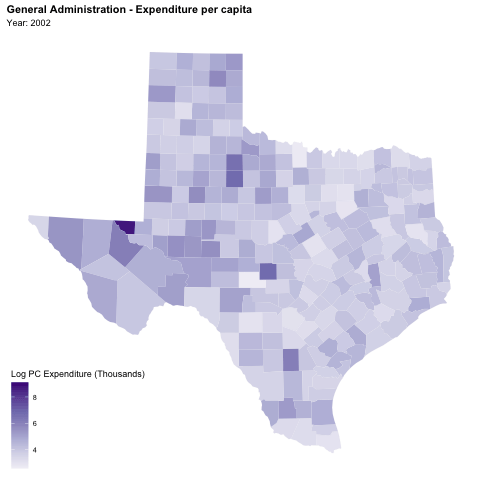 General Administration - Expenditure per capita
Year: 2002
Log PC Expenditure (Thousands)
8
6
4